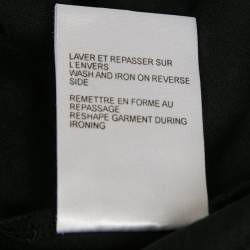 LAVER ET REPASSER SUR
L'ENVERS
WASH AND IRON ON REVERSE
SIDE
REMETTRE EN FORME AU
REPASSAGE
RESHAPE GARMENT DURING
IRONING